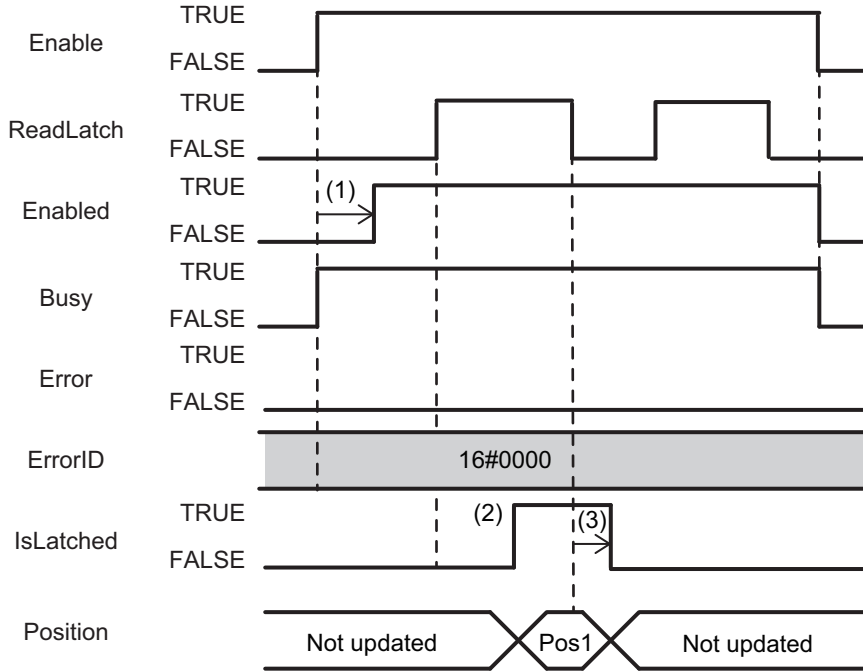 Enable
TRUE
FALSE
ReadLatch
TRUE
FALSE
Enabled
TRUE
FALSE
(1)
Busy
TRUE
FALSE
Error
TRUE
FALSE
ErrorID
16#0000
IsLatched
TRUE
FALSE
(2)
(3)
Position
Not updated
Pos1
Not updated